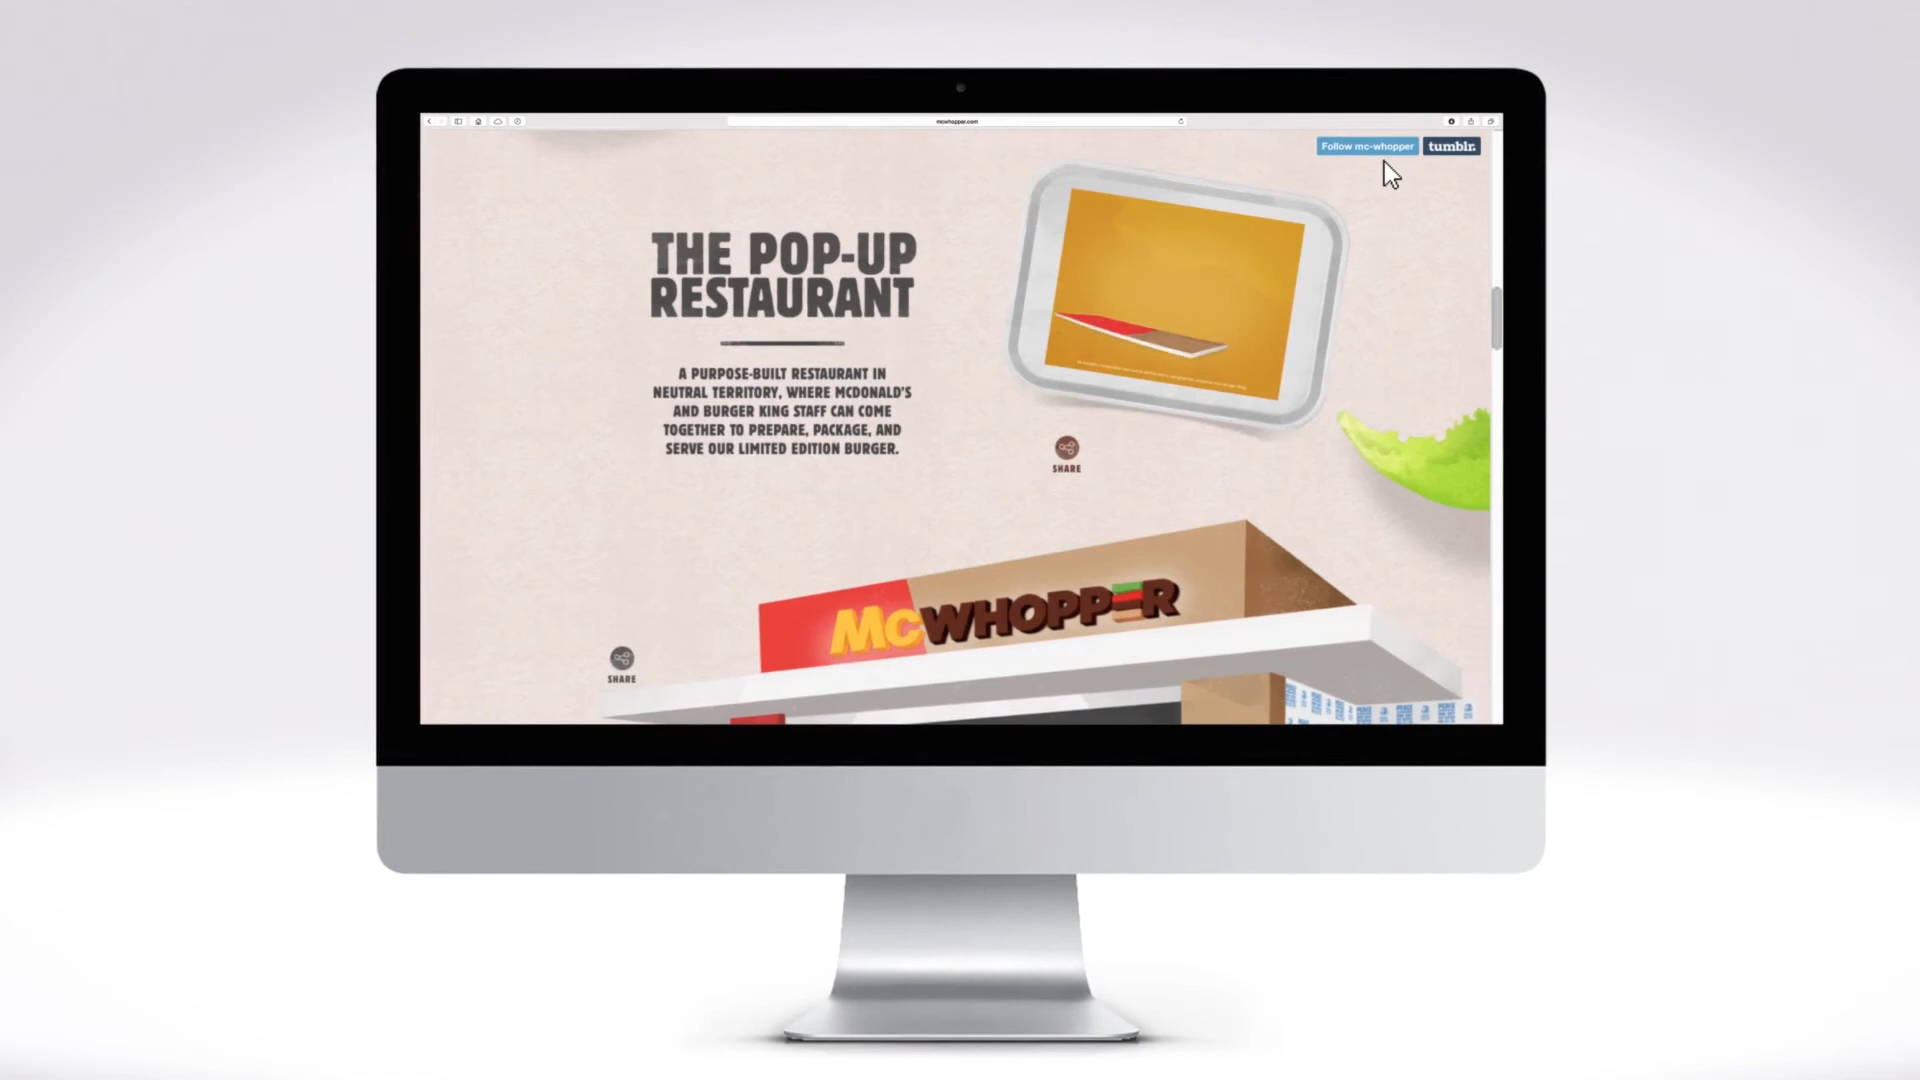 mcwhopper.com
Follow mc-whopper tumblr.
THE POP-UP
RESTAURANT
A PURPOSE-BUILT RESTAURANT IN
NEUTRAL TERRITORY, WHERE MCDONALD'S
AND BURGER KING STAFF CAN COME
TOGETHER TO PREPARE, PACKAGE, AND
SERVE OUR LIMITED EDITION BURGER.
SHARE
McWHOPPER
SHARE